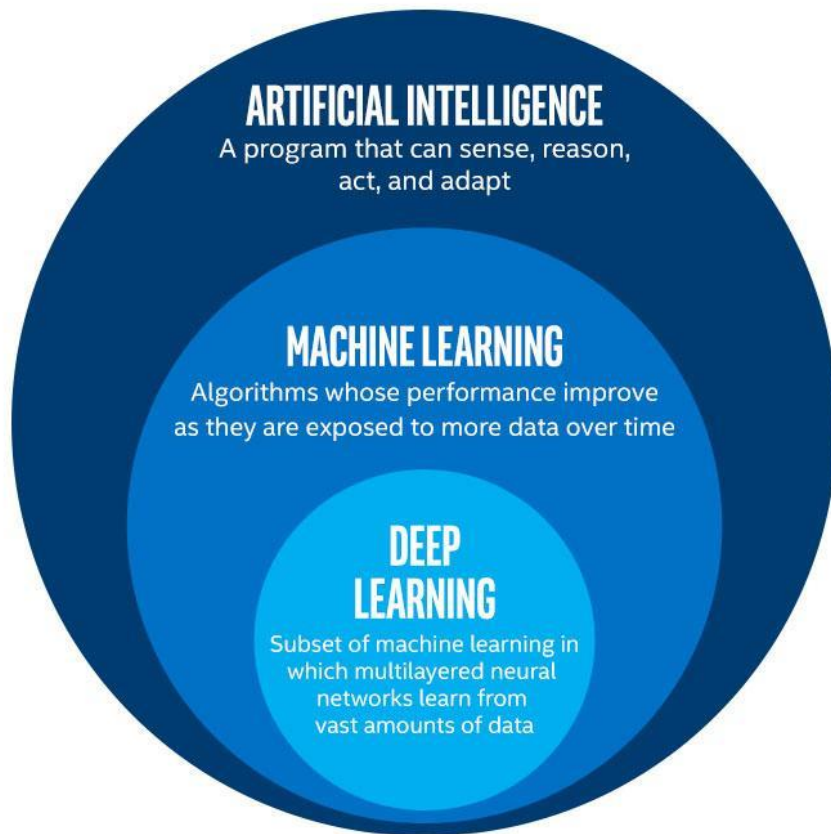 ARTIFICIAL INTELLIGENCE
A program that can sense, reason,
act, and adapt
MACHINE LEARNING
Algorithms whose performance improve
as they are exposed to more data over time
DEEP
LEARNING
Subset of machine learning in
which multilayered neural
networks learn from
vast amounts of data